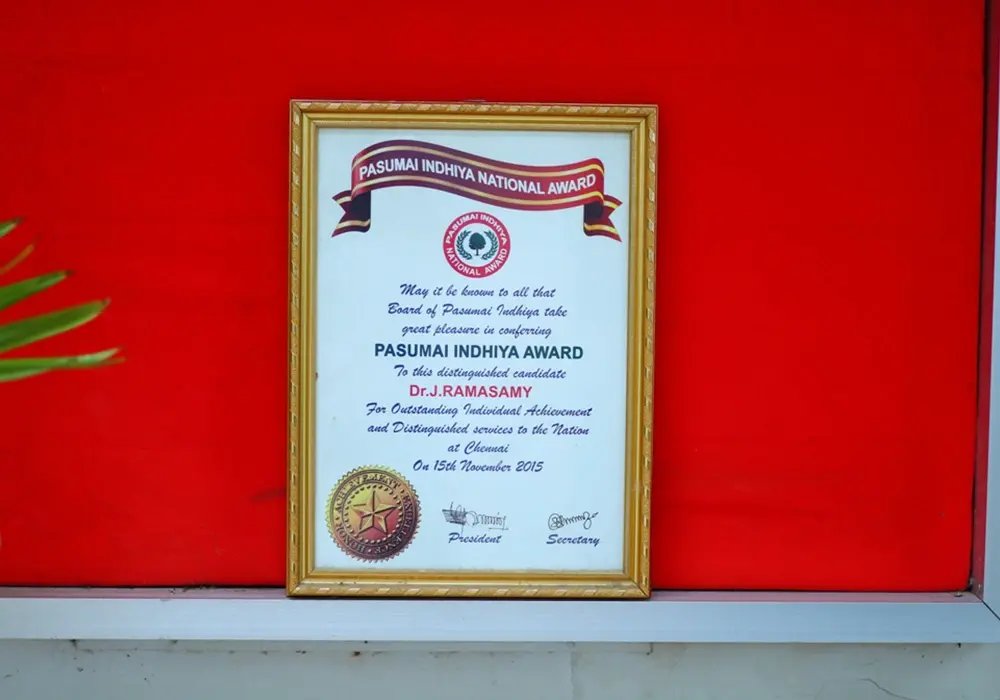 PASUMAI INDHIYA NATIONAL AWARD
PASUMAI INDHIYA
NATIONAL AWARD
May it be known to all that
Board of Pasumai Indhiya take
great pleasure in conferring
PASUMAI INDHIYA AWARD
To this distinguished candidate
Dr.J.RAMASAMY
For Outstanding Individual Achievement
and Distinguished services to the Nation
at Chennai
On 15th November 2015
President
Secretary